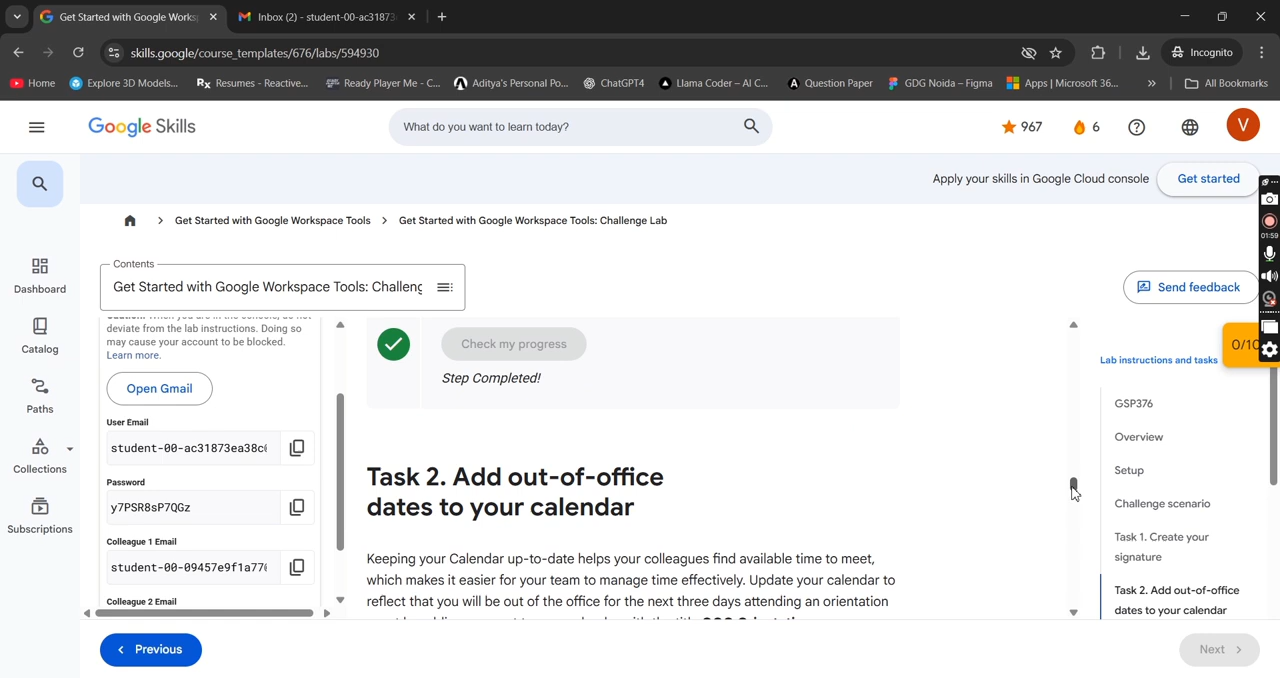 Get Started with Google Works
Inbox (2) - student-00-ac3187
skills.google/course_templates/676/labs/594930
Incognito
Home
Explore 3D Models...
Resumes - Reactive...
Ready Player Me - C...
Aditya's Personal Po...
ChatGPT4
Llama Coder – AI C...
Question Paper
GDG Noida – Figma
Apps | Microsoft 36...
All Bookmarks
Google Skills
What do you want to learn today?
967
6
V
Apply your skills in Google Cloud console
Get started
Get Started with Google Workspace Tools > Get Started with Google Workspace Tools: Challenge Lab
01:59
Contents
Get Started with Google Workspace Tools: Challeng
Send feedback
Dashboard
Catalog
Paths
Collections
Subscriptions
deviate from the lab instructions. Doing so
may cause your account to be blocked.
Learn more.
Open Gmail
User Email
student-00-ac31873ea38c
Password
y7PSR8sP7QGz
Colleague 1 Email
student-00-09457e9f1a77
Colleague 2 Email
Check my progress
Step Completed!
Task 2. Add out-of-office
dates to your calendar
Keeping your Calendar up-to-date helps your colleagues find available time to meet,
which makes it easier for your team to manage time effectively. Update your calendar to
reflect that you will be out of the office for the next three days attending an orientation
0/10
Lab instructions and tasks
GSP376
Overview
Setup
Challenge scenario
Task 1. Create your
signature
Task 2. Add out-of-office
dates to your calendar
Previous
Next